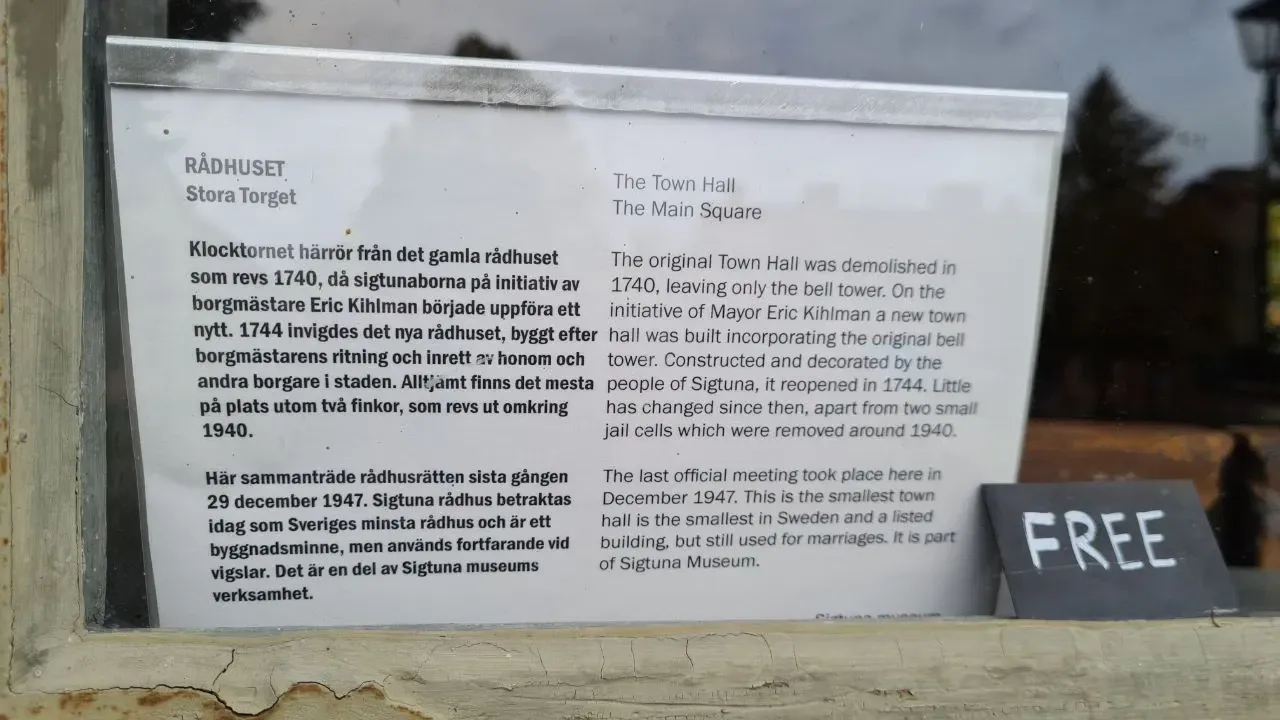 RÅDHUSET
Stora Torget
Klocktornet härrör från det gamla rådhuset
som revs 1740, då sigtunaborna på initiativ av
borgmästare Eric Kihlman började uppföra ett
nytt. 1744 invigdes det nya rådhuset, byggt efter
borgmästarens ritning och inrett av honom och
andra borgare i staden. Alltjämt finns det mesta
på plats utom två finkor, som revs ut omkring
1940.
Här sammanträde rådhusrätten sista gången
29 december 1947. Sigtuna rådhus betraktas
idag som Sveriges minsta rådhus och är ett
byggnadsminne, men används fortfarande vid
vigslar. Det är en del av Sigtuna museums
verksamhet.
The Town Hall
The Main Square
The original Town Hall was demolished in
1740, leaving only the bell tower. On the
initiative of Mayor Eric Kihlman a new town
hall was built incorporating the original bell
tower. Constructed and decorated by the
people of Sigtuna, it reopened in 1744. Little
has changed since then, apart from two small
jail cells which were removed around 1940.
The last official meeting took place here in
December 1947. This is the smallest town
hall is the smallest in Sweden and a listed
building, but still used for marriages. It is part
of Sigtuna Museum.
Sigtuna museum
FREE